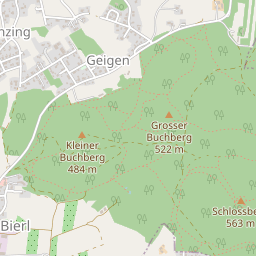 nzing
Geigen
Grosser
Buchberg
522 m
Kleiner
Buchberg
484 m
Schlossbe
563 m
Bierl